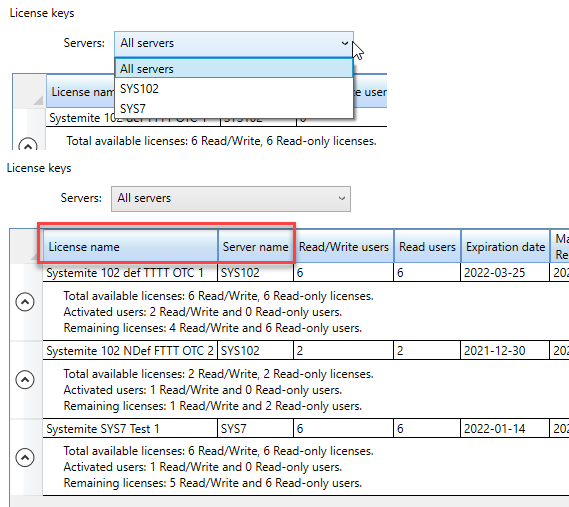 License keys
Servers: All servers
All servers
SYS102
SYS7
License nam
te user
Systemite 102 def TTTT OTC 1 SYS102 6
Total available licenses: 6 Read/Write, 6 Read-only licenses.
License keys
Servers: All servers
License name Server name Read/Write users Read users Expiration date Ma
Re
Systemite 102 def TTTT OTC 1 SYS102 6 6 2022-03-25 202
Total available licenses: 6 Read/Write, 6 Read-only licenses.
Activated users: 2 Read/Write and 0 Read-only users.
Remaining licenses: 4 Read/Write and 6 Read-only users.
Systemite 102 NDef FTTT OTC 2 SYS102 2 2 2021-12-30 202
Total available licenses: 2 Read/Write, 2 Read-only licenses.
Activated users: 1 Read/Write and 0 Read-only users.
Remaining licenses: 1 Read/Write and 2 Read-only users.
Systemite SYS7 Test 1 SYS7 6 6 2022-01-14 202
Total available licenses: 6 Read/Write, 6 Read-only licenses.
Activated users: 1 Read/Write and 0 Read-only users.
Remaining licenses: 5 Read/Write and 6 Read-only users.